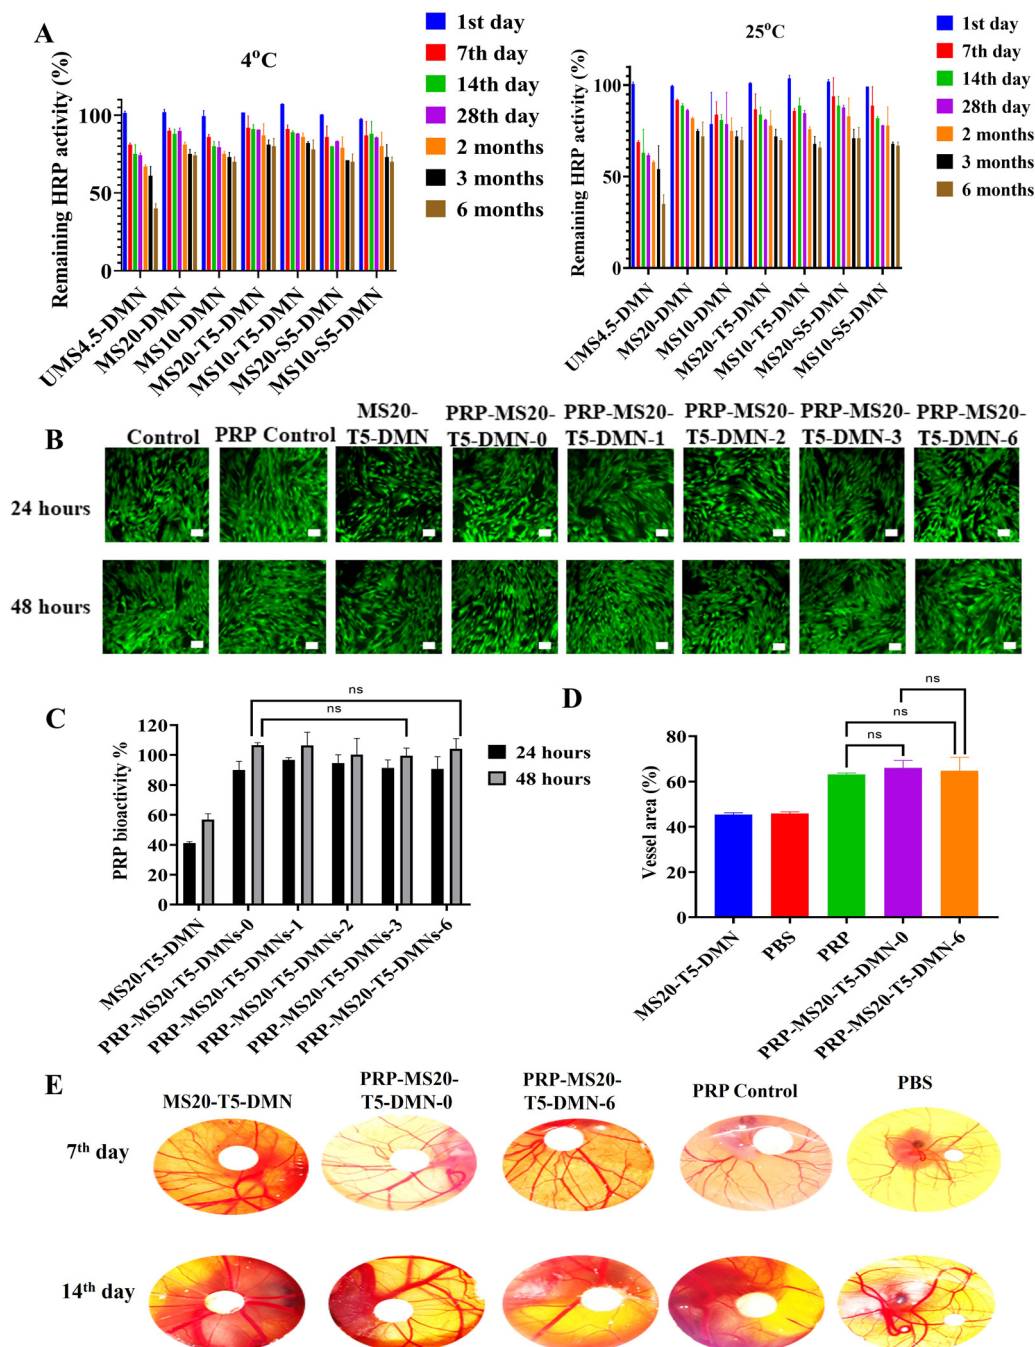 A
4°C
Remaining HRP activity (%)
100
50
0
UMS4.5-DMN
MS20-DMN
MS10-DMN
MS20-T5-DMN
MS10-T5-DMN
MS20-S5-DMN
MS10-S5-DMN
1st day
7th day
14th day
28th day
2 months
3 months
6 months
25°C
Remaining HRP activity (%)
100
50
0
UMS4.5-DMN
MS20-DMN
MS10-DMN
MS20-T5-DMN
MS10-T5-DMN
MS20-S5-DMN
MS10-S5-DMN
1st day
7th day
14th day
28th day
2 months
3 months
6 months
B
Control
PRP Control
MS20-
T5-DMN
PRP-MS20-
T5-DMN-0
PRP-MS20-
T5-DMN-1
PRP-MS20-
T5-DMN-2
PRP-MS20-
T5-DMN-3
PRP-MS20-
T5-DMN-6
24 hours
48 hours
C
ns
ns
PRP bioactivity %
120
100
80
60
40
20
0
MS20-T5-DMN
PRP-MS20-T5-DMNs-0
PRP-MS20-T5-DMNs-1
PRP-MS20-T5-DMNs-2
PRP-MS20-T5-DMNs-3
PRP-MS20-T5-DMNs-6
24 hours
48 hours
D
ns
ns
ns
Vessel area (%)
80
60
40
20
0
MS20-T5-DMN
PBS
PRP
PRP-MS20-T5-DMN-0
PRP-MS20-T5-DMN-6
E
MS20-T5-DMN
PRP-MS20-
T5-DMN-0
PRP-MS20-
T5-DMN-6
PRP Control
PBS
7th day
14th day